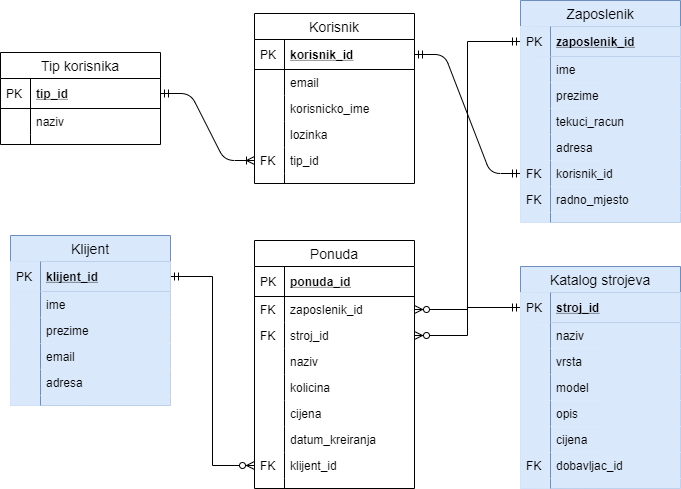 Tip korisnika
PK tip_id
naziv
Korisnik
PK korisnik_id
email
korisnicko_ime
lozinka
FK tip_id
Zaposlenik
PK zaposlenik_id
ime
prezime
tekuci_racun
adresa
FK korisnik_id
FK radno_mjesto
Klijent
PK klijent_id
ime
prezime
email
adresa
Ponuda
PK ponuda_id
FK zaposlenik_id
FK stroj_id
naziv
kolicina
cijena
datum_kreiranja
FK klijent_id
Katalog strojeva
PK stroj_id
naziv
vrsta
model
opis
cijena
FK dobavljac_id